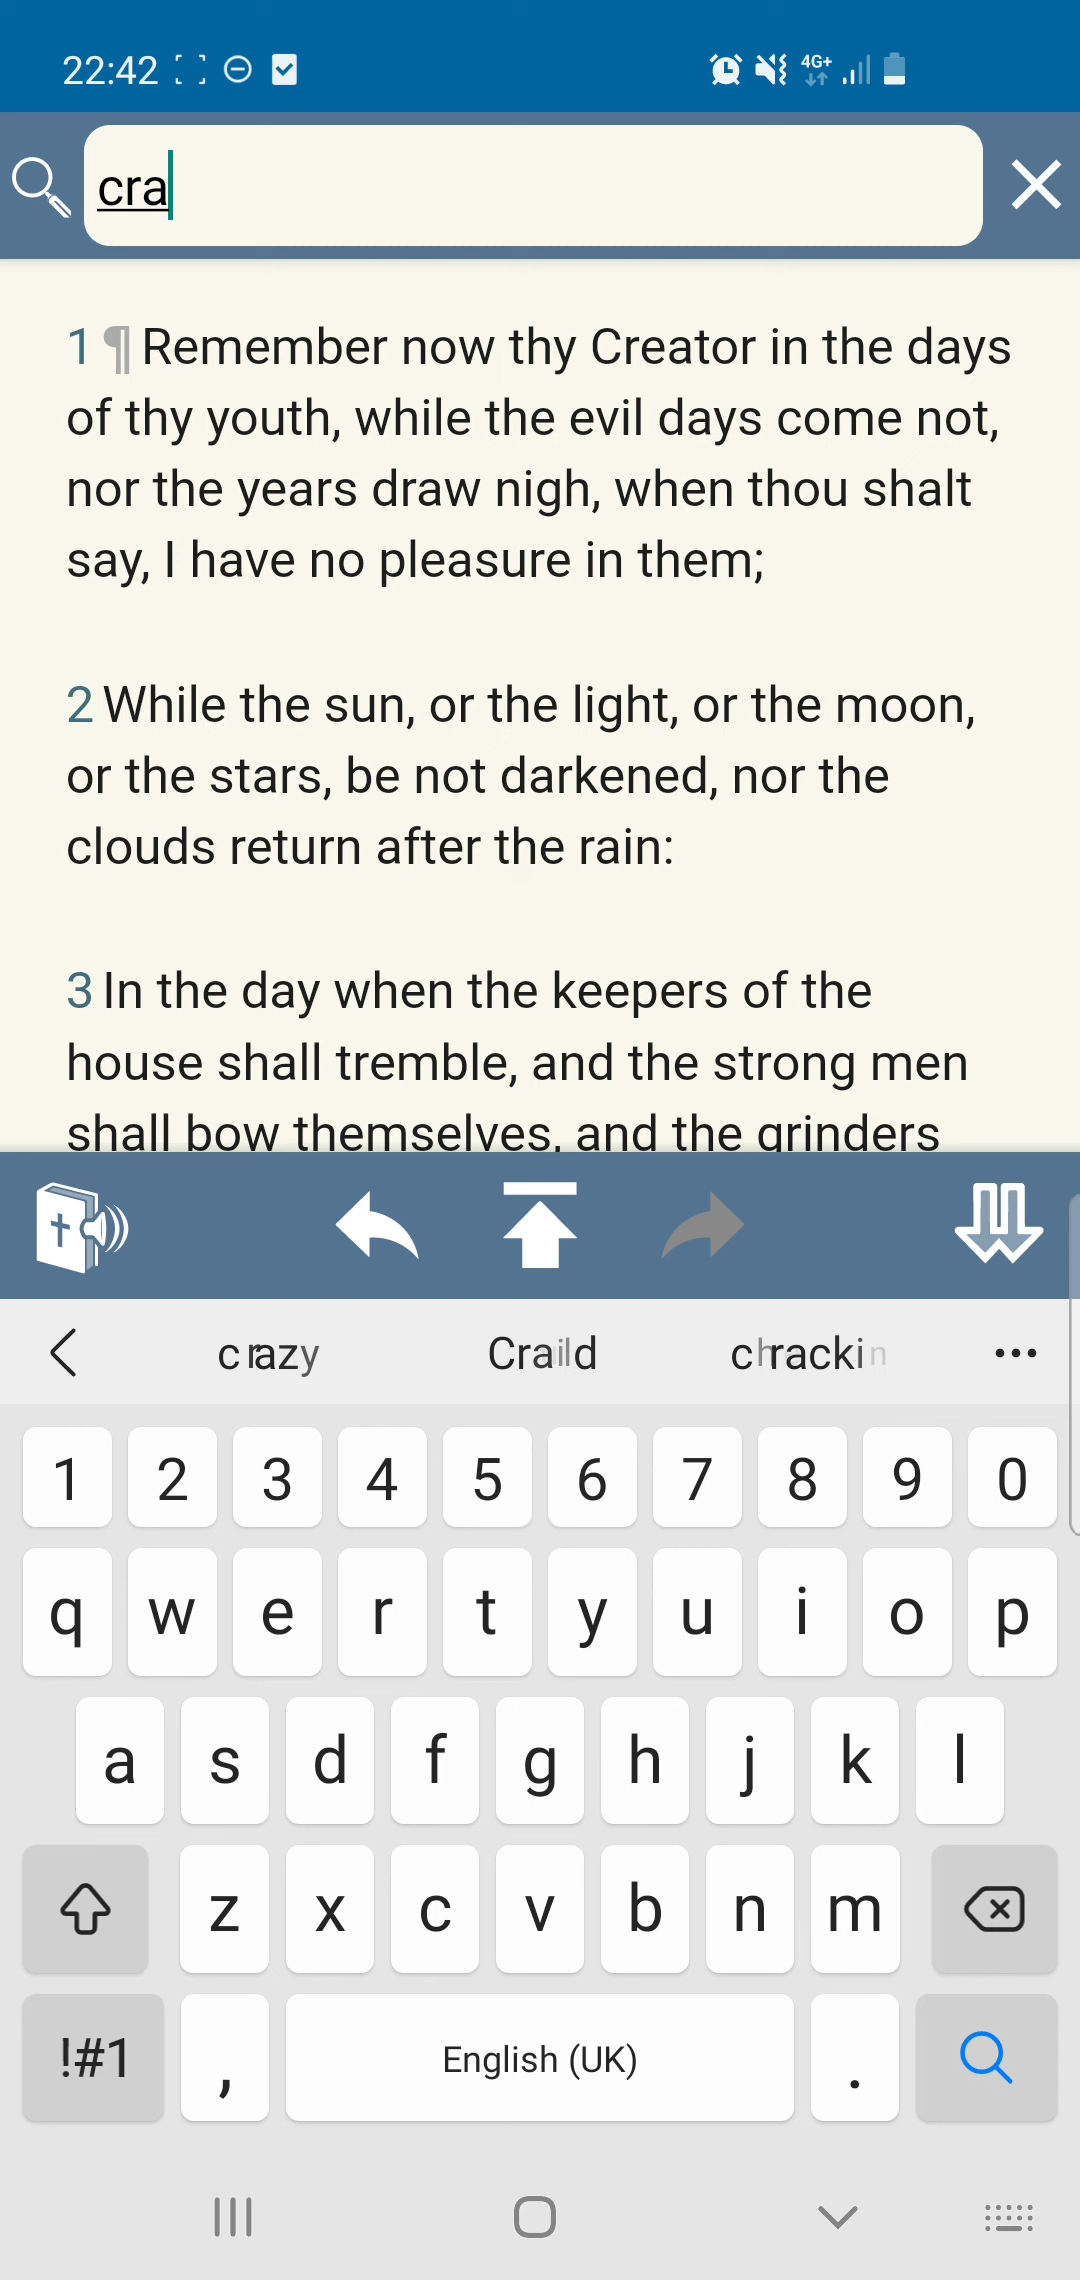 22:42
4G+
cra
1 ¶ Remember now thy Creator in the days
of thy youth, while the evil days come not,
nor the years draw nigh, when thou shalt
say, I have no pleasure in them;
2 While the sun, or the light, or the moon,
or the stars, be not darkened, nor the
clouds return after the rain:
3 In the day when the keepers of the
house shall tremble, and the strong men
shall bow themselves, and the grinders
1 2 3 4 5 6 7 8 9 0
q w e r t y u i o p
a s d f g h j k l
z x c v b n m
!#1 , English (UK) .